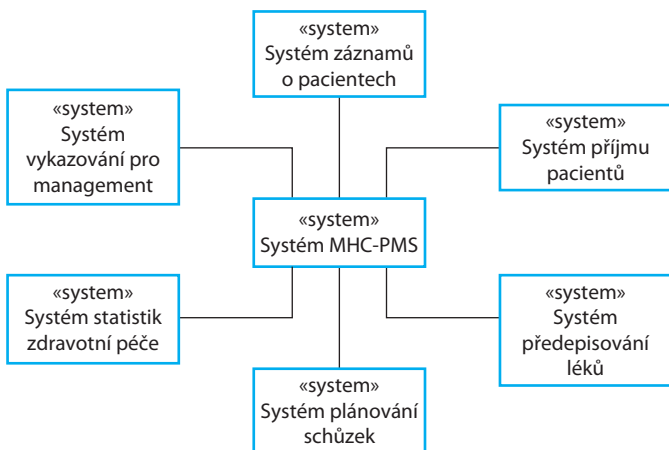 «system»
Systém záznamů
o pacientech
«system»
Systém
vykazování pro
management
«system»
Systém příjmu
pacientů
«system»
Systém MHC-PMS
«system»
Systém statistik
zdravotní péče
«system»
Systém
předepisování
léků
«system»
Systém plánování
schůzek